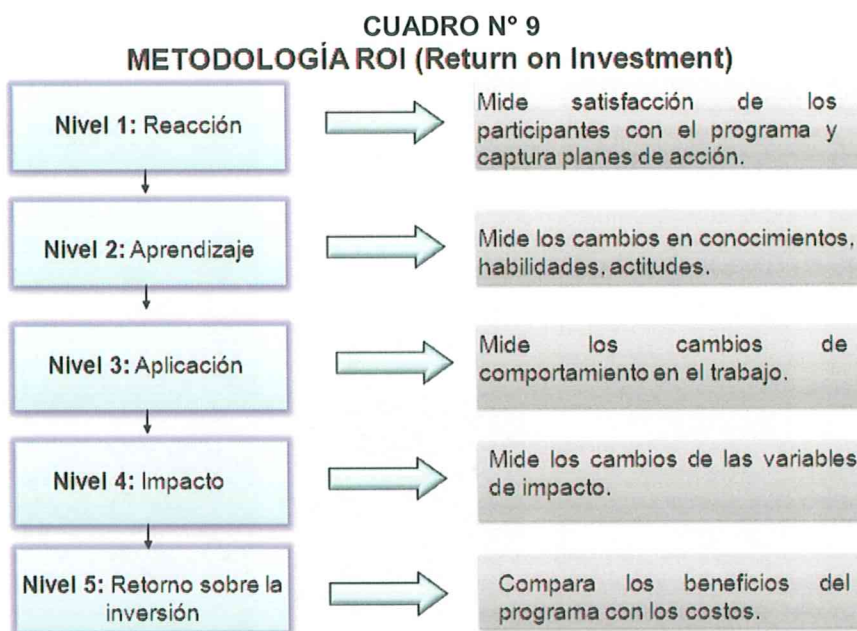 CUADRO N° 9
METODOLOGÍA ROI (Return on Investment)
Nivel 1: Reacción
Mide satisfacción de los
participantes con el programa y
captura planes de acción.
Nivel 2: Aprendizaje
Mide los cambios en conocimientos,
habilidades, actitudes.
Nivel 3: Aplicación
Mide los cambios de
comportamiento en el trabajo.
Nivel 4: Impacto
Mide los cambios de las variables
de impacto.
Nivel 5: Retorno sobre la
inversión
Compara los beneficios del
programa con los costos.